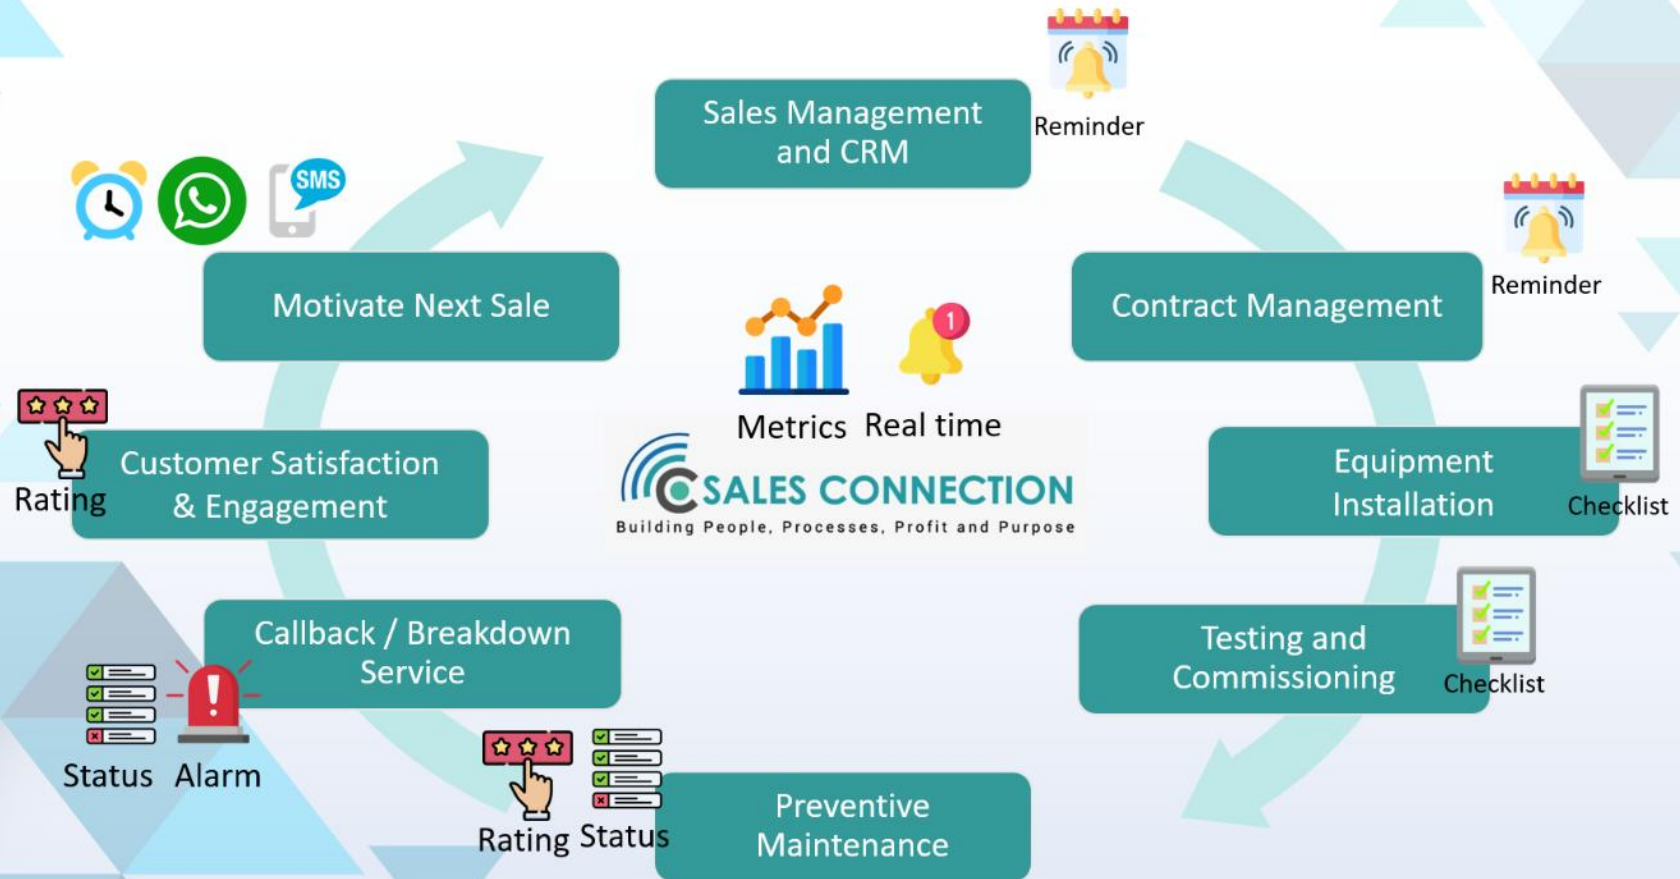 Sales Management
and CRM
Reminder
SMS
Reminder
Motivate Next Sale
Contract Management
1
Metrics Real time
Customer Satisfaction
& Engagement
Rating
SALES CONNECTION
Building People, Processes, Profit and Purpose
Equipment
Installation
Checklist
Callback / Breakdown
Service
Status Alarm
Testing and
Commissioning
Checklist
Rating Status
Preventive
Maintenance